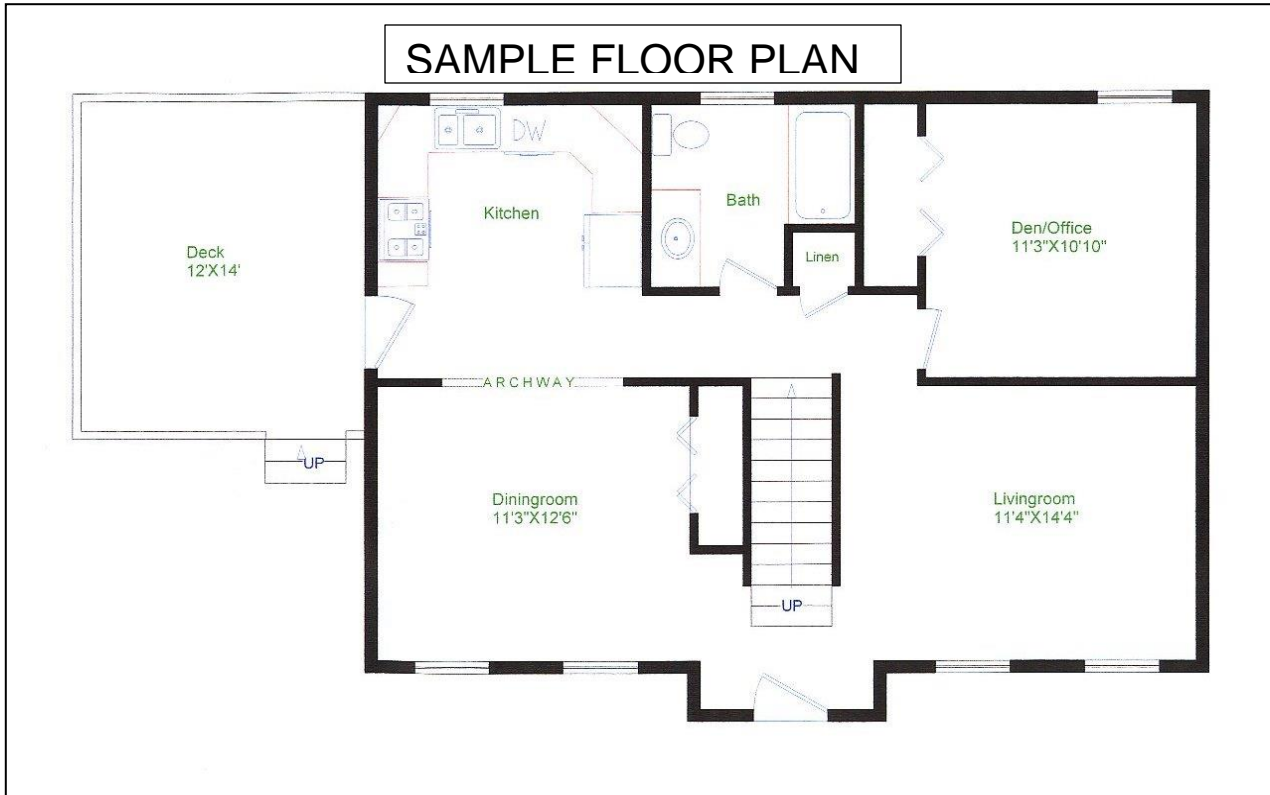 SAMPLE FLOOR PLAN
DW
Kitchen
Bath
Deck
12'X14'
Linen
Den/Office
11'3"X10'10"
ARCHWAY
UP
Diningroom
11'3"X12'6"
Livingroom
11'4"X14'4"
UP